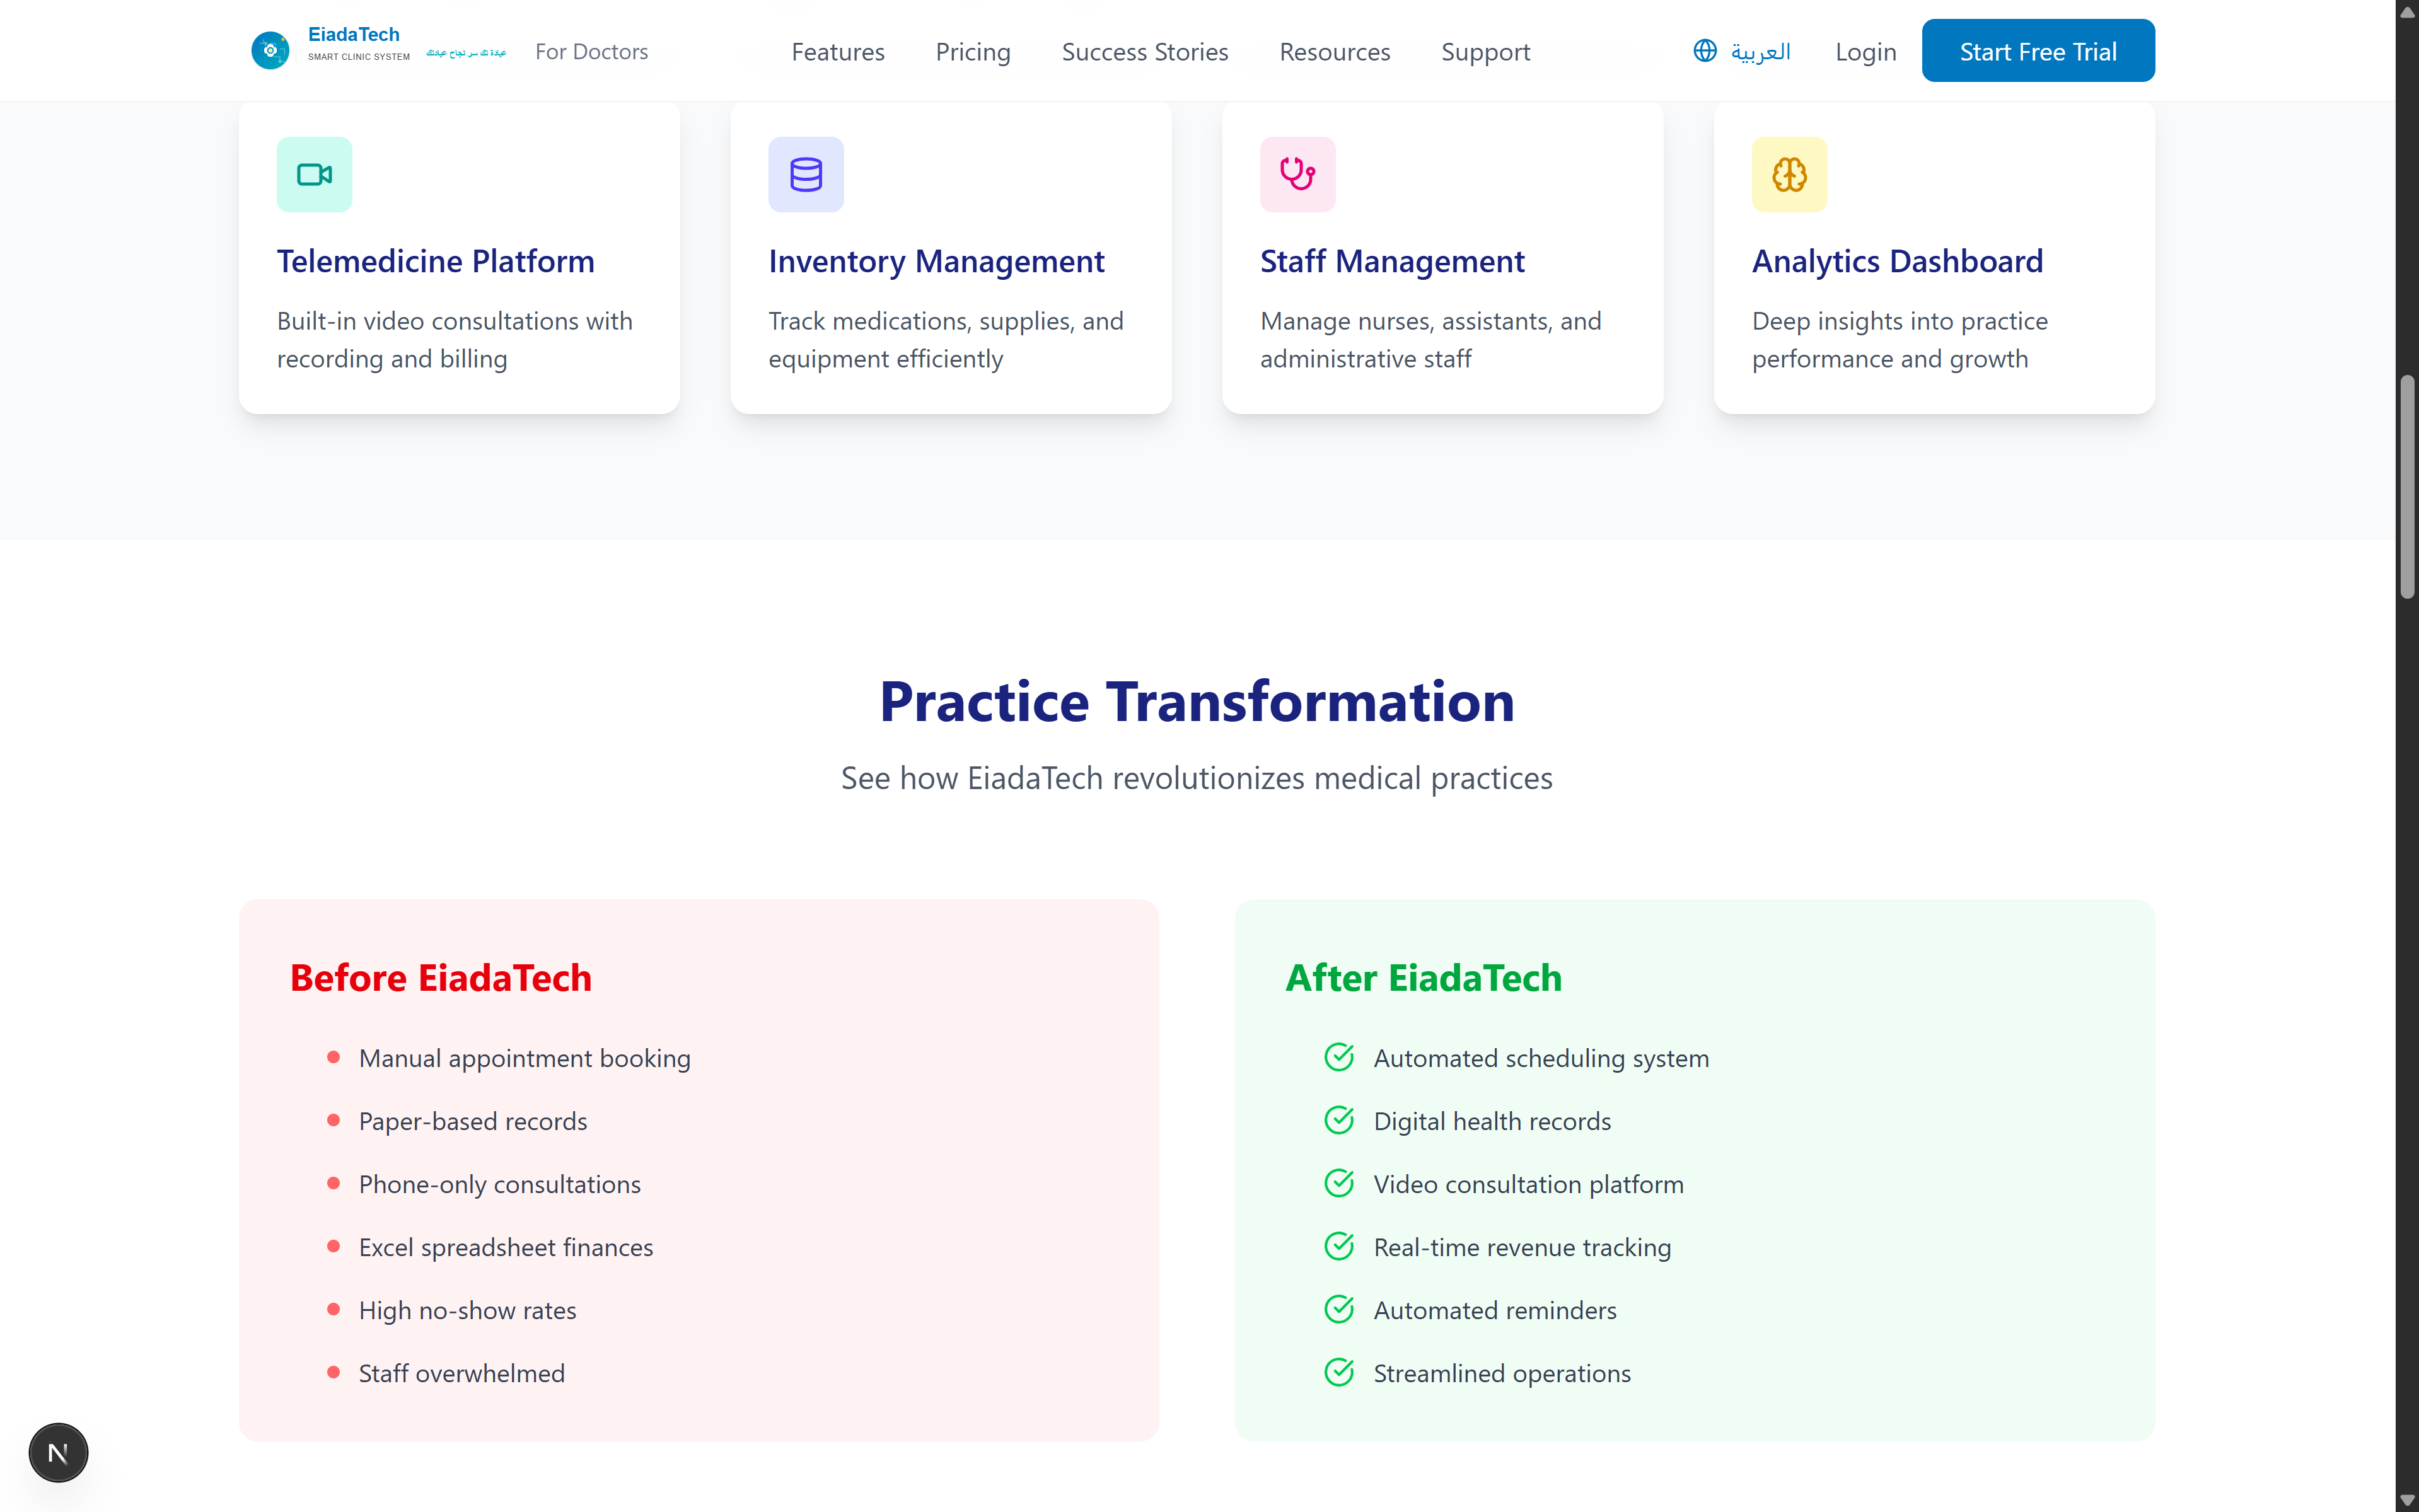 EiadaTech
SMART CLINIC SYSTEM
عيادة تك سر نجاح عيادتك
For Doctors
Features
Pricing
Success Stories
Resources
Support
العربية
Login
Start Free Trial
Telemedicine Platform
Built-in video consultations with
recording and billing
Inventory Management
Track medications, supplies, and
equipment efficiently
Staff Management
Manage nurses, assistants, and
administrative staff
Analytics Dashboard
Deep insights into practice
performance and growth
Practice Transformation
See how EiadaTech revolutionizes medical practices
Before EiadaTech
Manual appointment booking
Paper-based records
Phone-only consultations
Excel spreadsheet finances
High no-show rates
Staff overwhelmed
After EiadaTech
Automated scheduling system
Digital health records
Video consultation platform
Real-time revenue tracking
Automated reminders
Streamlined operations
N